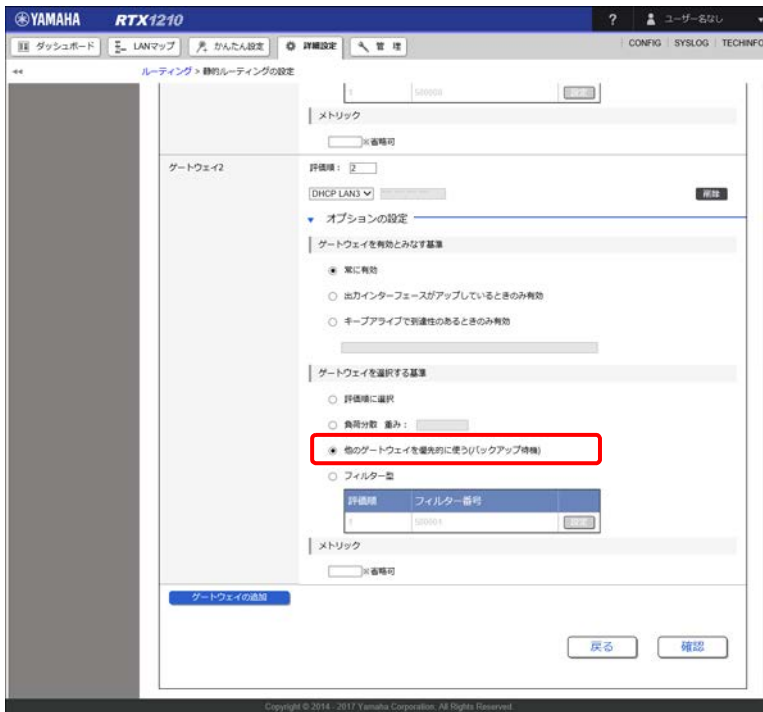 YAMAHA RTX1210 ? ユーザーなし
ダッシュボード LANマップ かんたん設定 詳細設定 管理 CONFIG SYSLOG TECHINFO
ルーティング > 静的ルーティングの設定
1 500000 設定
メトリック
※省略可
ゲートウェイ2 評価順： 2
DHCP LAN3 削除
オプションの設定
ゲートウェイを有効とみなす基準
常に有効
出力インターフェースがアップしているときのみ有効
キープアライブで到達性のあるときのみ有効
ゲートウェイを選択する基準
評価順に選択
負荷分散 重み：
他のゲートウェイを優先的に使う(バックアップ待機)
フィルター型
評価順 フィルター番号
1 500001 設定
メトリック
※省略可
ゲートウェイの追加
戻る 確認
Copyright © 2014 - 2017 Yamaha Corporation. All Rights Reserved.